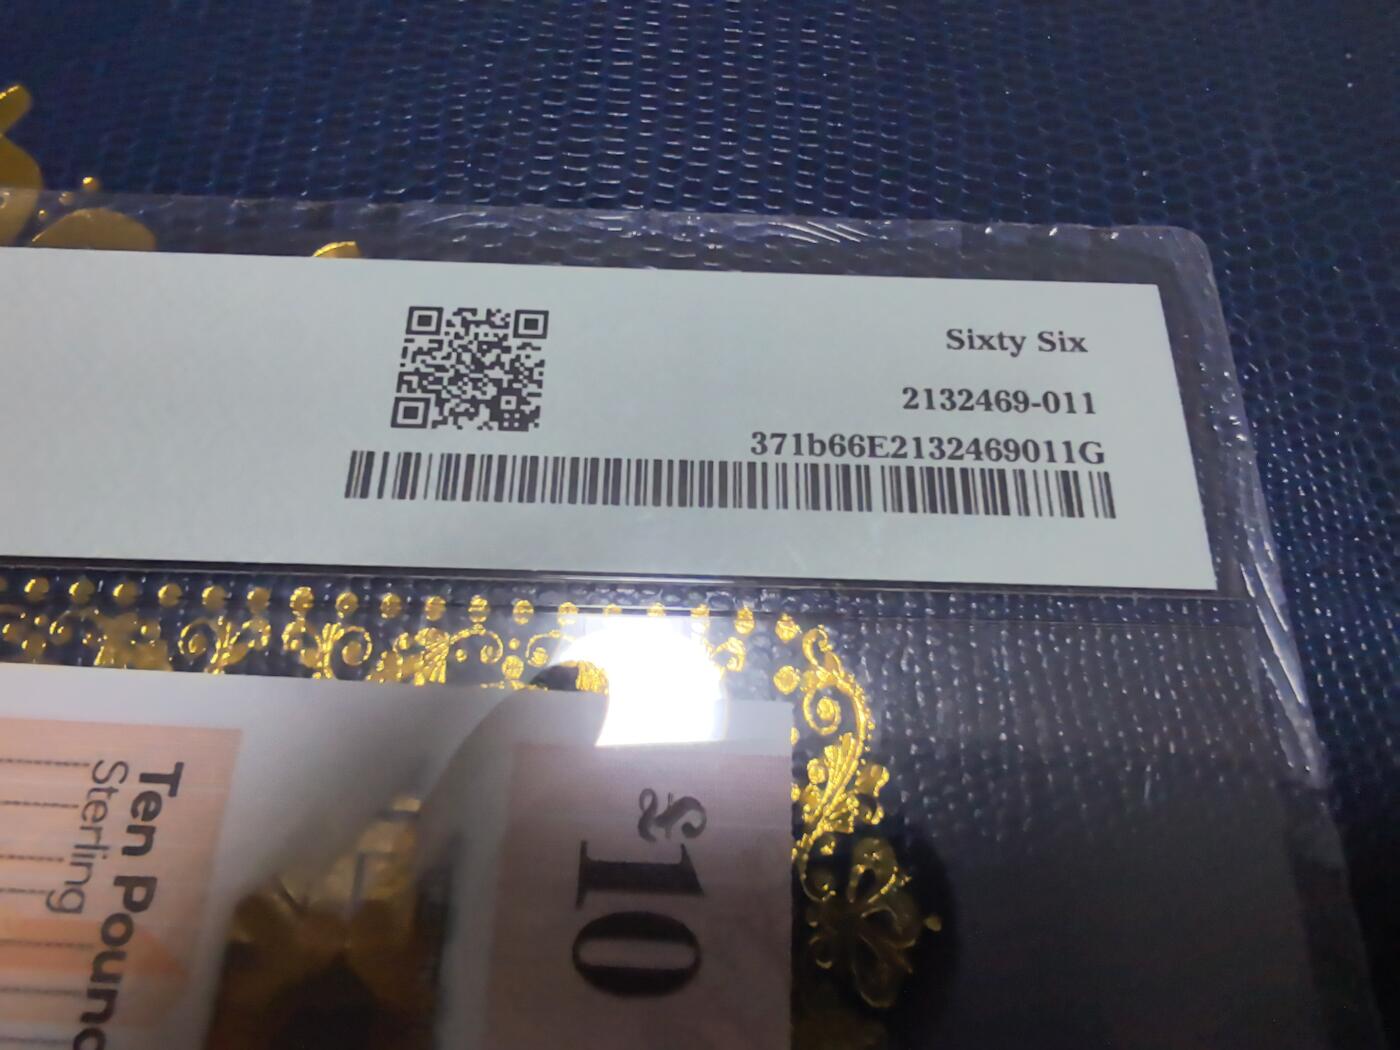 Sixty Six
2132469-011
371b66E2132469011G
Ten Pound
Sterling
£10